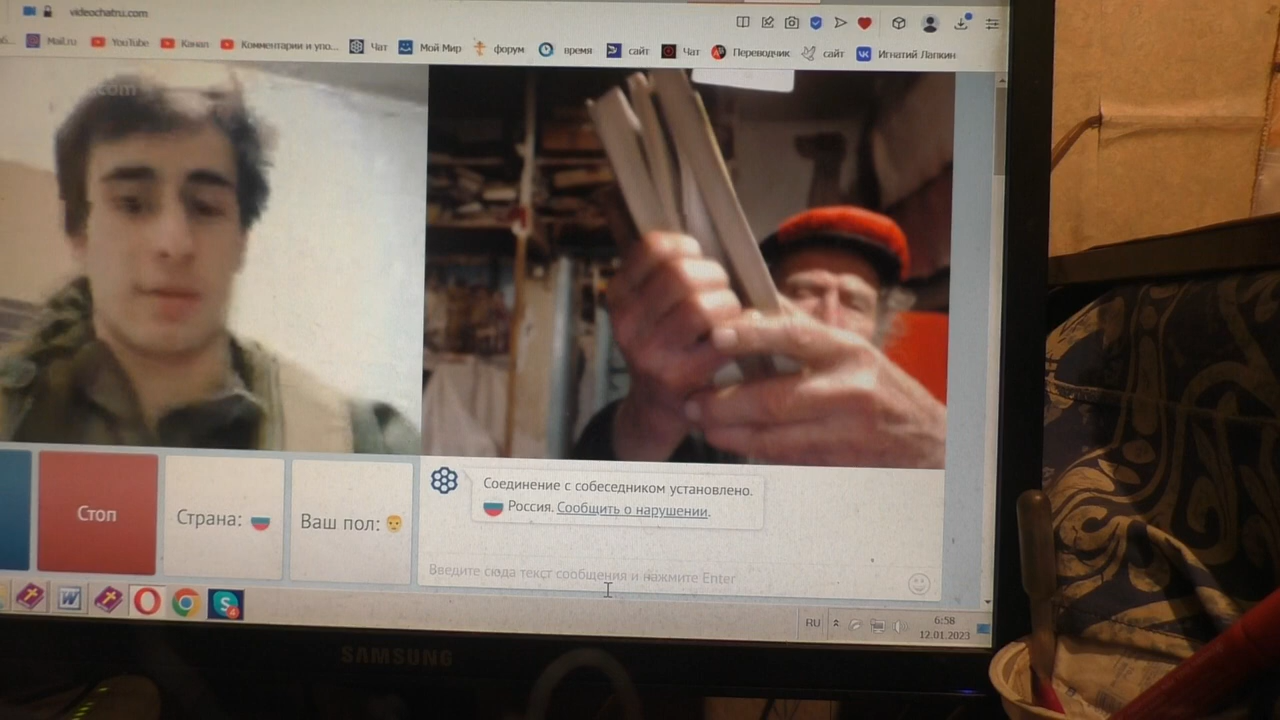 videochatru.com
Mail.ru
YouTube
Канал
Комментарии и упо...
Чат
Мой Мир
форум
время
сайт
Чат
Переводчик
сайт
Игнатий Лапкин
com
Соединение с собеседником установлено.
Россия. Сообщить о нарушении.
Стоп
Страна:
Ваш пол:
Введите сюда текст сообщения и нажмите Enter
4
RU
6:58
12.01.2023
SAMSUNG